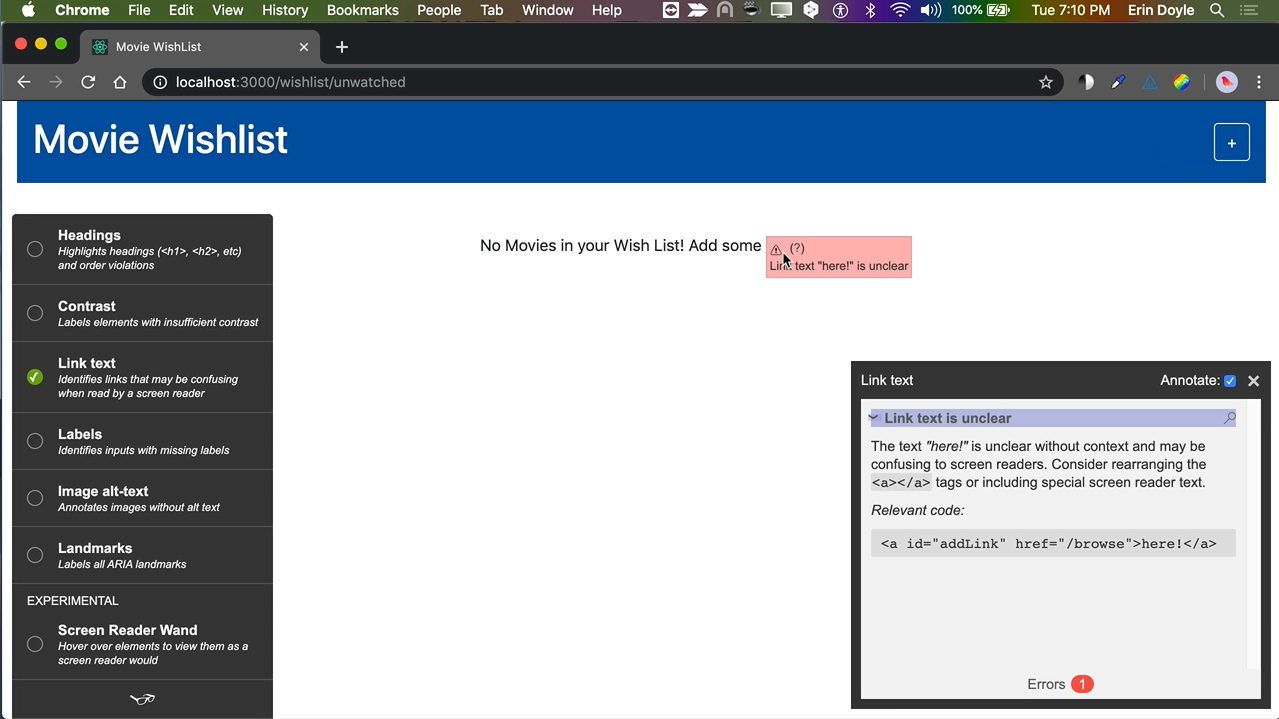 Chrome File Edit View History Bookmarks People Tab Window Help 100% Tue 7:10 PM Erin Doyle
Movie WishList
localhost:3000/wishlist/unwatched
Movie Wishlist
+
Headings
Highlights headings (<h1>, <h2>, etc)
and order violations
Contrast
Labels elements with insufficient contrast
Link text
Identifies links that may be confusing
when read by a screen reader
Labels
Identifies inputs with missing labels
Image alt-text
Annotates images without alt text
Landmarks
Labels all ARIA landmarks
EXPERIMENTAL
Screen Reader Wand
Hover over elements to view them as a
screen reader would
No Movies in your Wish List! Add some
(?)
Link text "here!" is unclear
Link text Annotate:
Link text is unclear
The text "here!" is unclear without context and may be
confusing to screen readers. Consider rearranging the
<a></a> tags or including special screen reader text.
Relevant code:
<a id="addLink" href="/browse">here!</a>
Errors 1